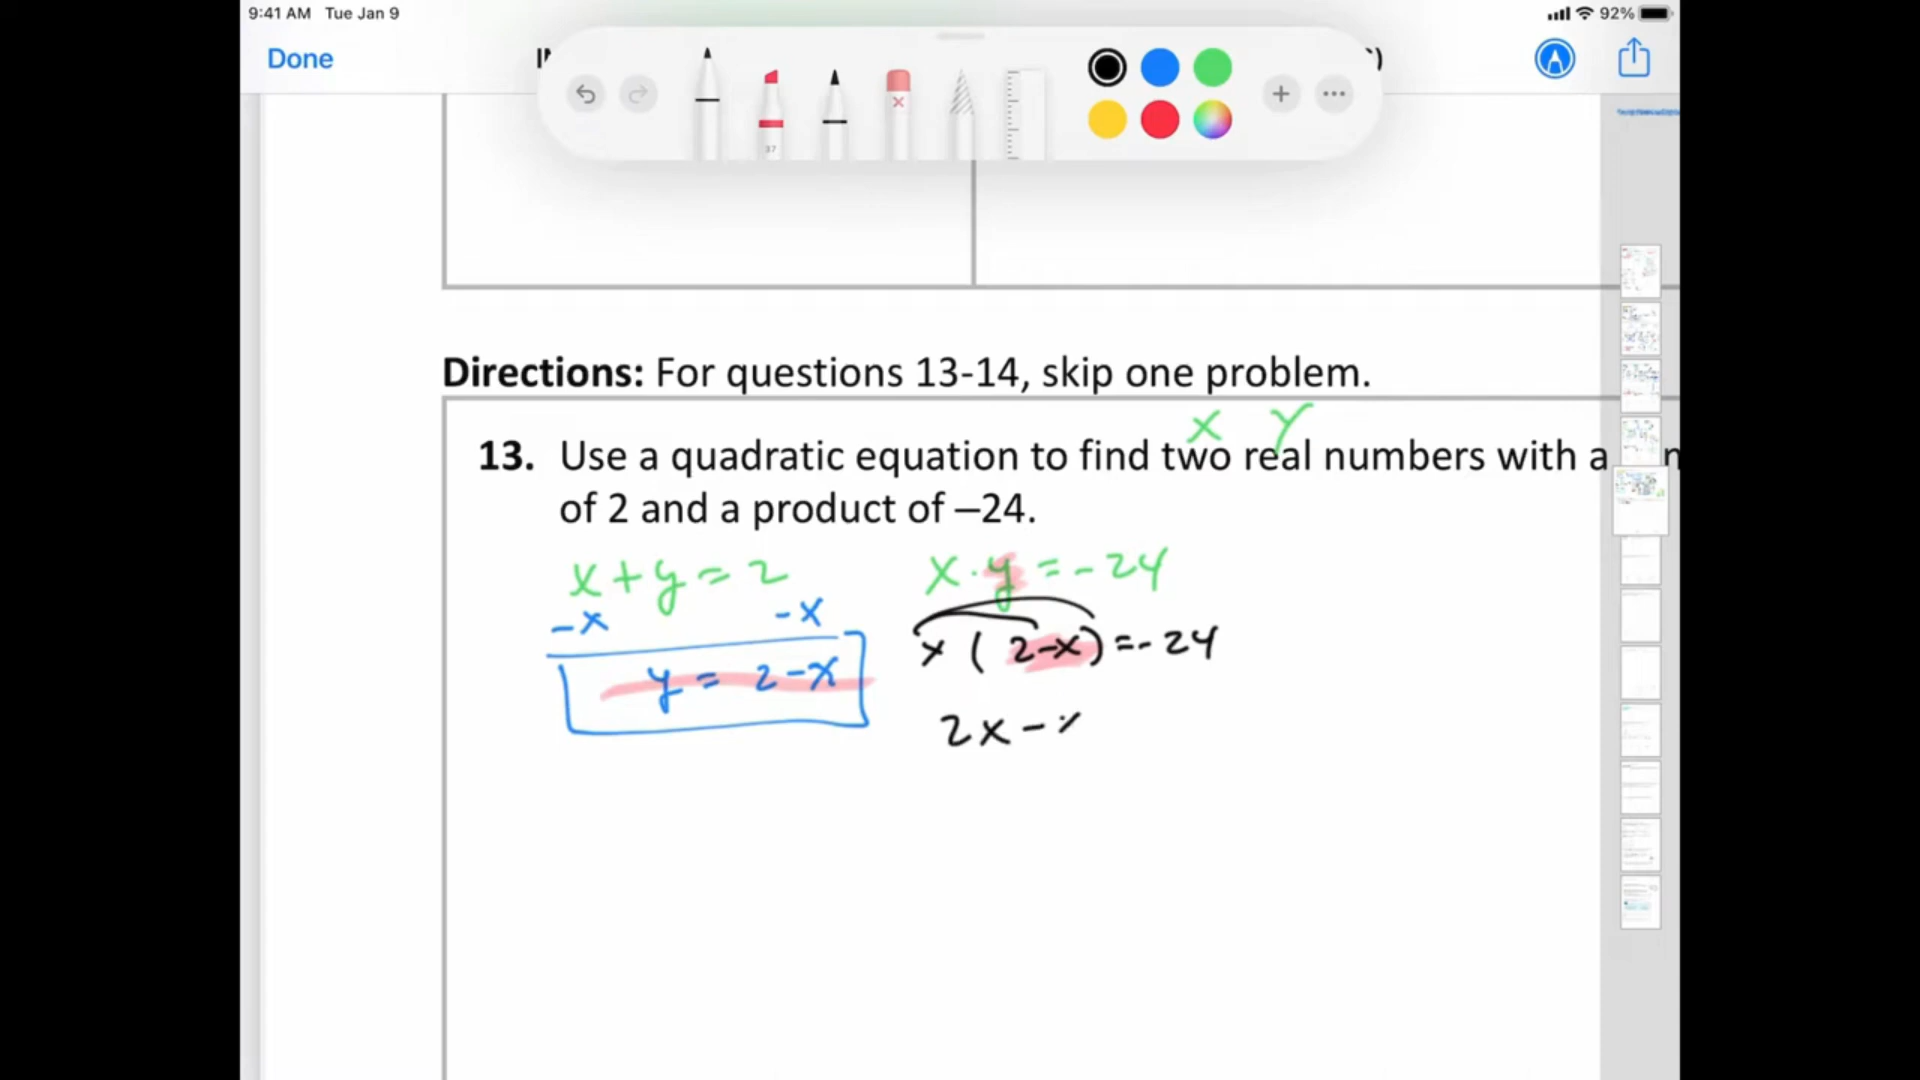 9:41 AM Tue Jan 9
92%
Done
37
Directions: For questions 13-14, skip one problem.
x y
13. Use a quadratic equation to find two real numbers with a
of 2 and a product of –24.
x + y = 2
x · y = - 24
-x -x
x ( 2-x) = - 24
y = 2 - x
2x -